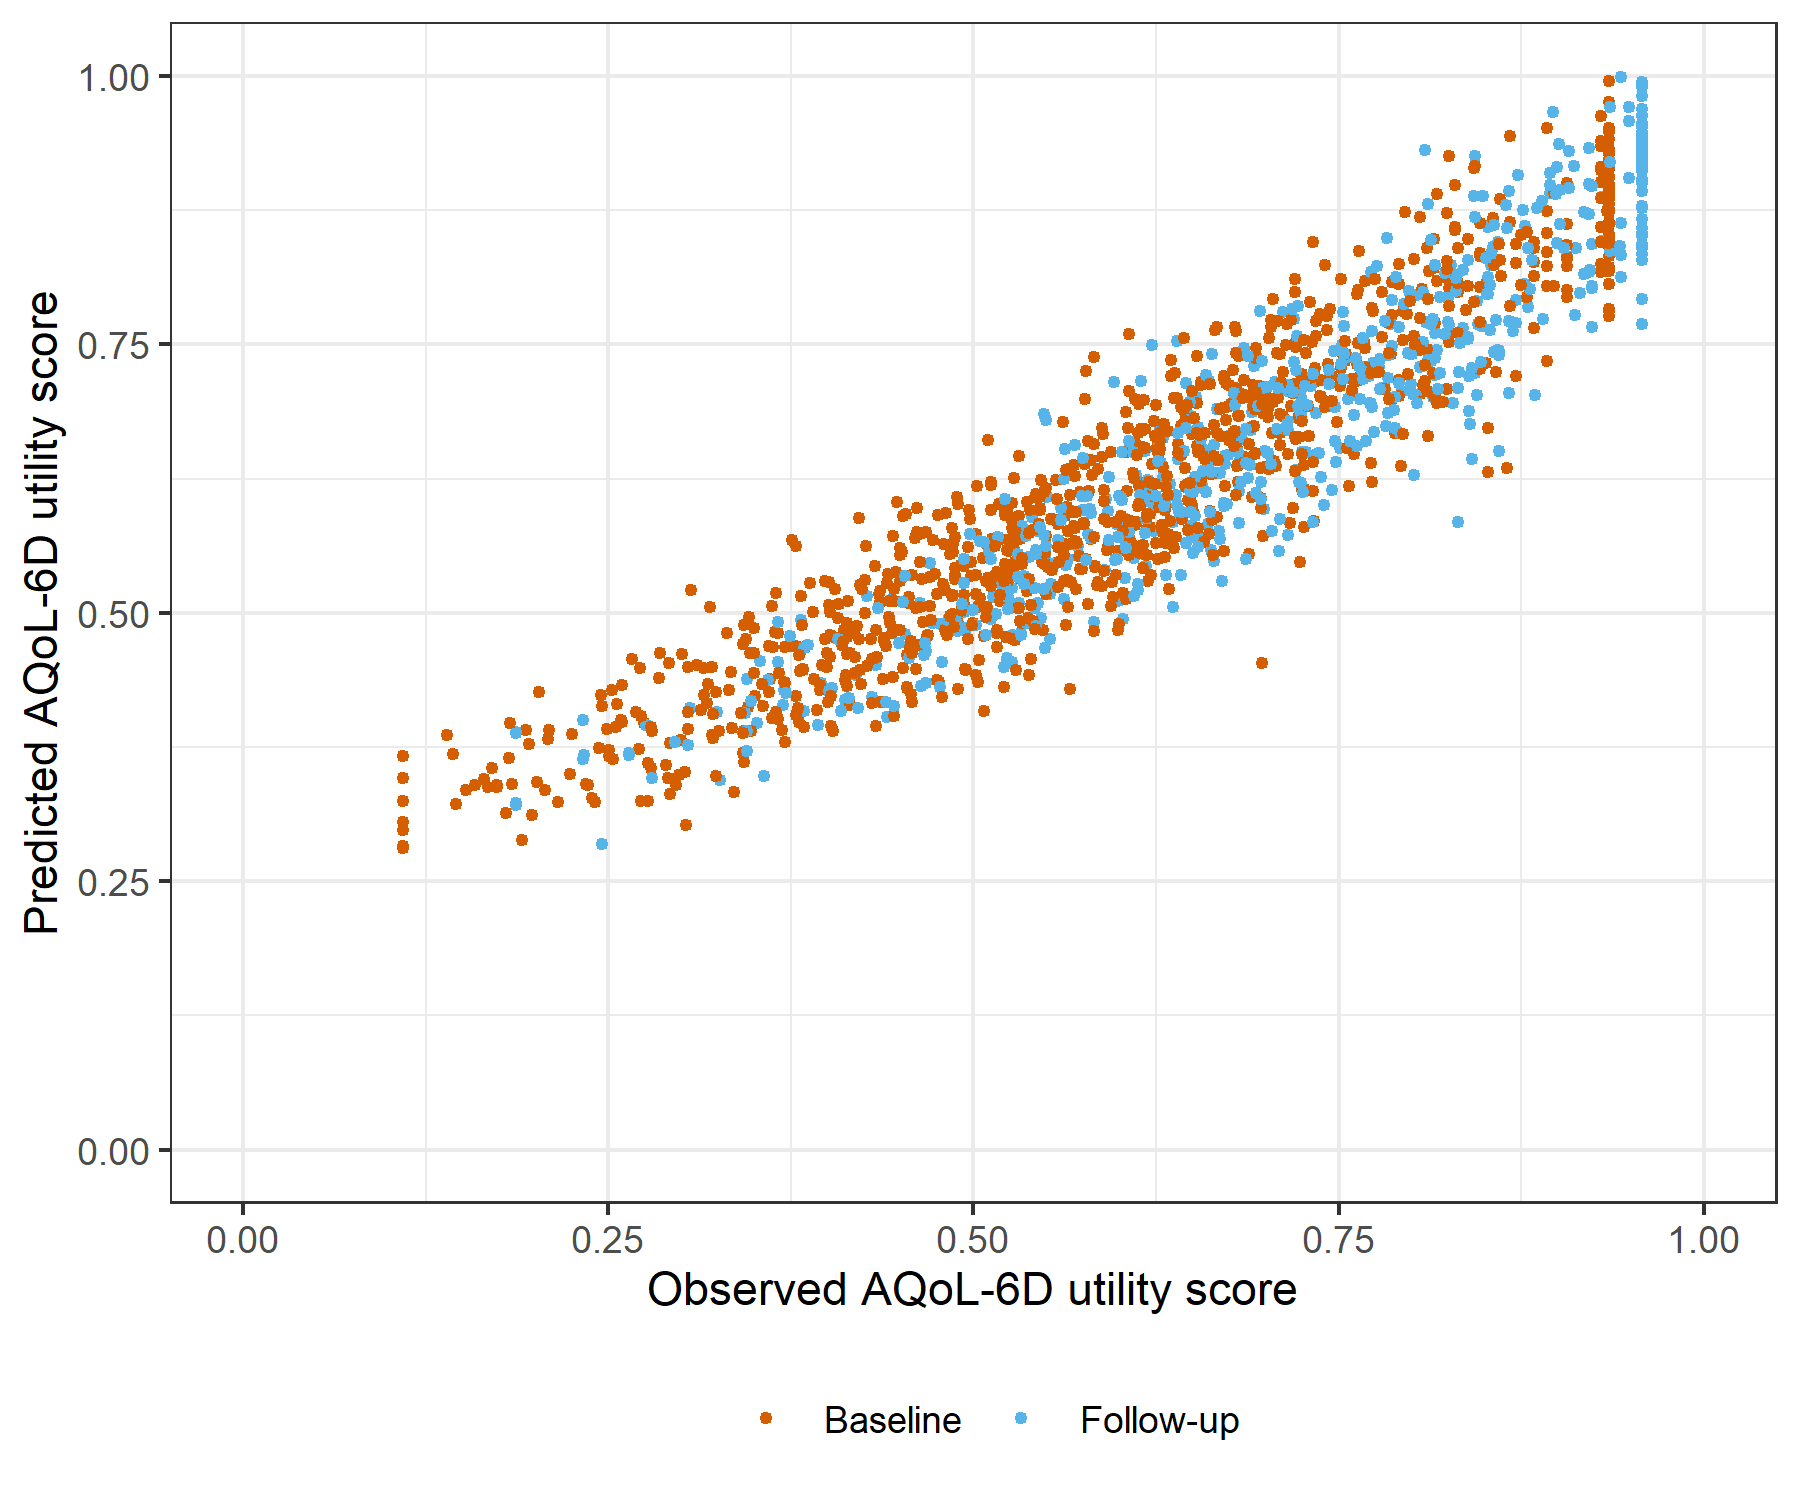 1.00
0.75
0.50
0.25
0.00
Predicted AQoL-6D utility score
0.00 0.25 0.50 0.75 1.00
Observed AQoL-6D utility score
Baseline Follow-up